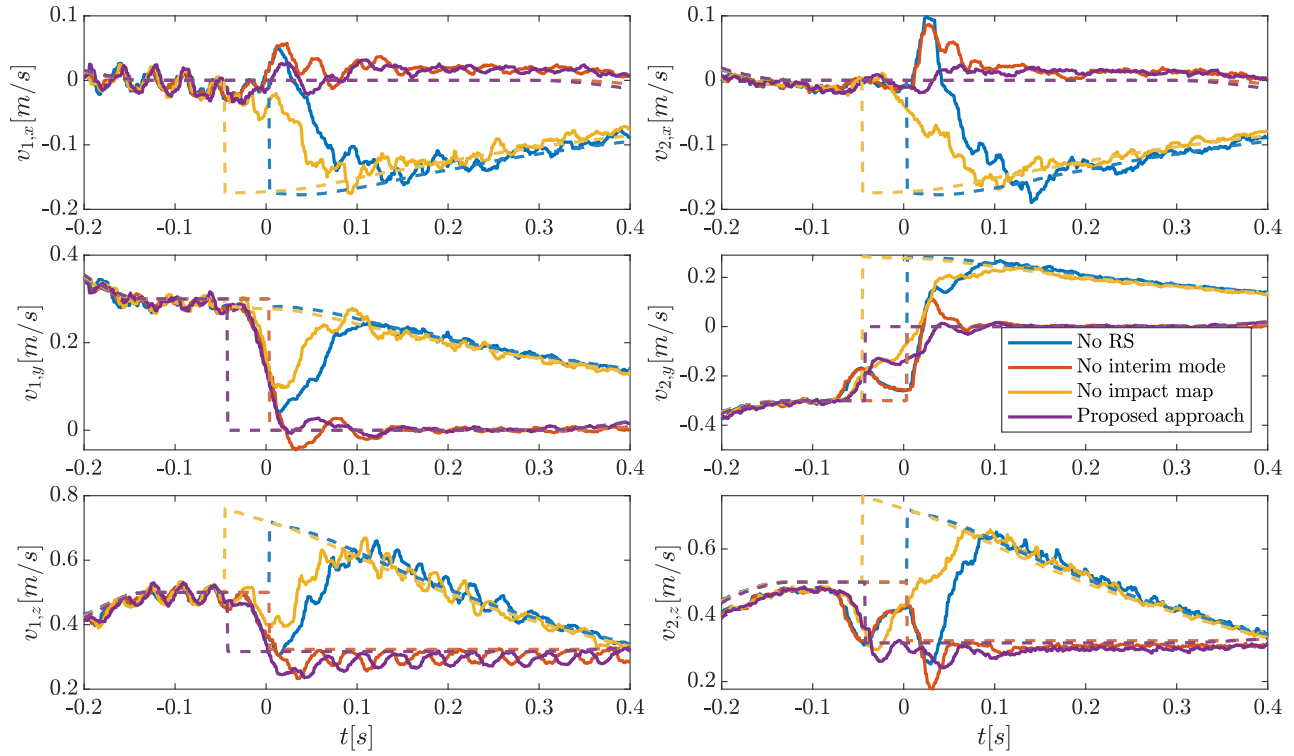 0.1
0
-0.1
-0.2
v1,x[m/s]
-0.2 -0.1 0 0.1 0.2 0.3 0.4
0.1
0
-0.1
-0.2
v2,x[m/s]
-0.2 -0.1 0 0.1 0.2 0.3 0.4
0.4
0.2
0
v1,y[m/s]
-0.2 -0.1 0 0.1 0.2 0.3 0.4
0.2
0
-0.2
-0.4
v2,y[m/s]
-0.2 -0.1 0 0.1 0.2 0.3 0.4
No RS
No interim mode
No impact map
Proposed approach
0.8
0.6
0.4
0.2
v1,z[m/s]
-0.2 -0.1 0 0.1 0.2 0.3 0.4
t[s]
0.6
0.4
0.2
v2,z[m/s]
-0.2 -0.1 0 0.1 0.2 0.3 0.4
t[s]